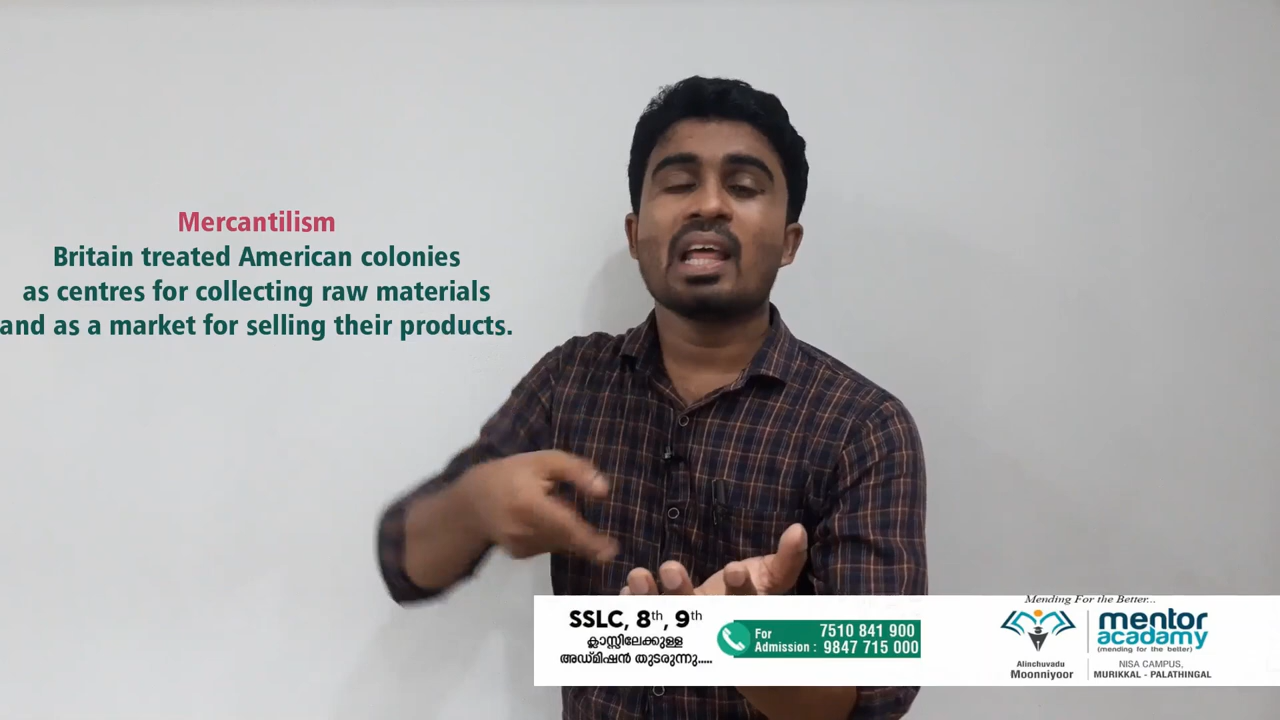 Mercantilism
Britain treated American colonies
as centres for collecting raw materials
and as a market for selling their products.
SSLC, 8th, 9th
ക്ലാസ്സിലേക്കുള്ള
അഡ്മിഷൻ തുടരുന്നു.....
For
Admission :
7510 841 900
9847 715 000
Mending For the Better...
mentor
acadamy
(mending for the better)
Alinchuvadu
Moonniyoor
NISA CAMPUS,
MURIKKAL - PALATHINGAL